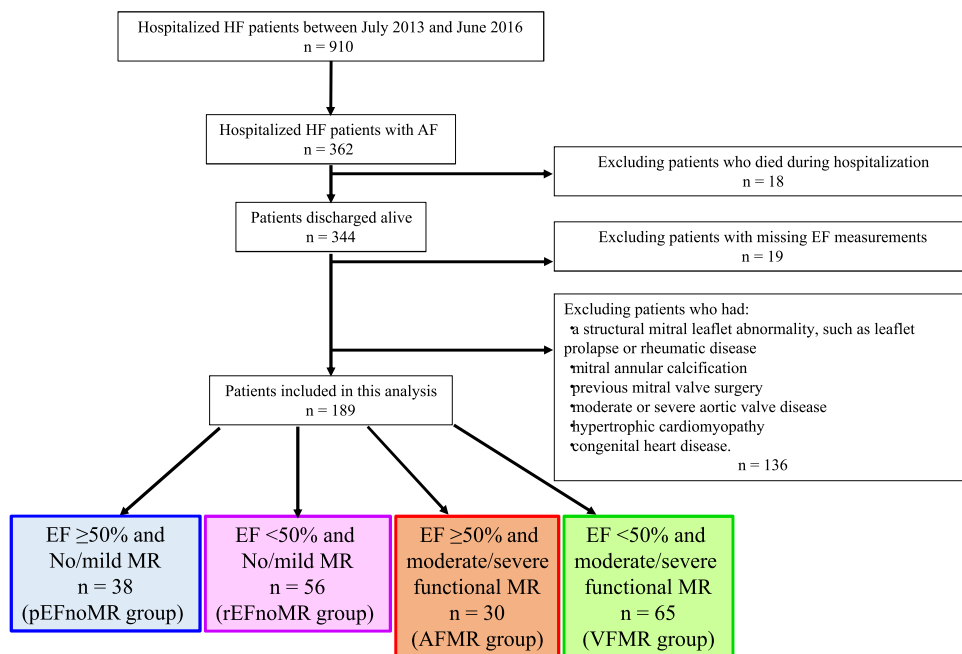 Hospitalized HF patients between July 2013 and June 2016
n = 910
Hospitalized HF patients with AF
n = 362
Excluding patients who died during hospitalization
n = 18
Patients discharged alive
n = 344
Excluding patients with missing EF measurements
n = 19
Excluding patients who had:
•a structural mitral leaflet abnormality, such as leaflet
prolapse or rheumatic disease
•mitral annular calcification
•previous mitral valve surgery
•moderate or severe aortic valve disease
•hypertrophic cardiomyopathy
•congenital heart disease.
n = 136
Patients included in this analysis
n = 189
EF ≥50% and
No/mild MR
n = 38
(pEFnoMR group)
EF <50% and
No/mild MR
n = 56
(rEFnoMR group)
EF ≥50% and
moderate/severe
functional MR
n = 30
(AFMR group)
EF <50% and
moderate/severe
functional MR
n = 65
(VFMR group)